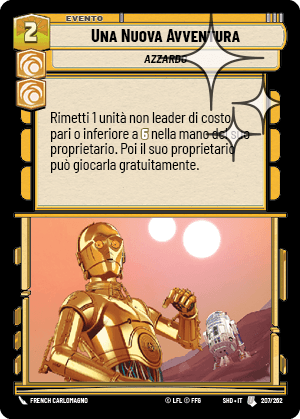 EVENTO
2
UNA NUOVA AVVENTURA
AZZARDO
Rimetti 1 unità non leader di costo
pari o inferiore a 6 nella mano del suo
proprietario. Poi il suo proprietario
può giocarla gratuitamente.
FRENCH CARLOMAGNO
© LFL © FFG
SHD • IT
207/262